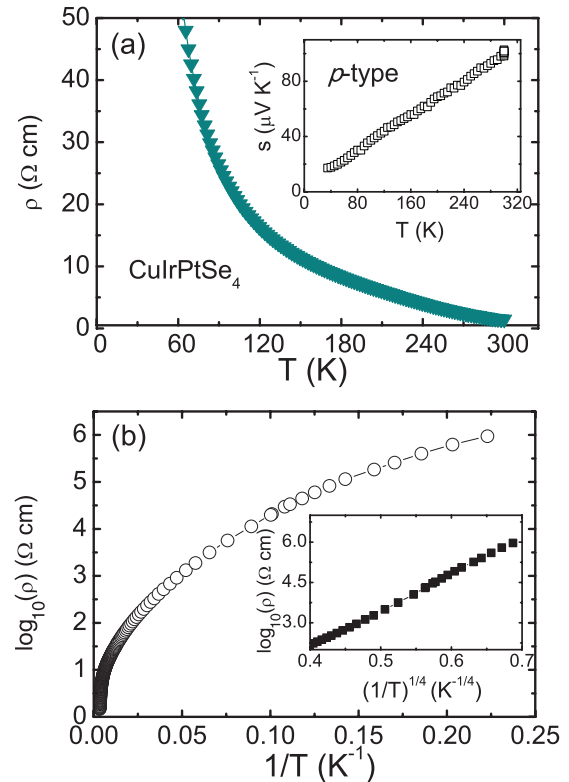 (a)
p-type
s (μV K⁻¹)
80
40
0
0 80 160 240 320
T (K)
ρ (Ω cm)
50
40
30
20
10
0
CuIrPtSe₄
0 60 120 180 240 300
T (K)
(b)
log₁₀(ρ) (Ω cm)
6
5
4
3
2
1
0
log₁₀(ρ) (Ω cm)
6.0
4.5
3.0
0.4 0.5 0.6 0.7
(1/T)^1/4 (K^-1/4)
0.00 0.05 0.10 0.15 0.20 0.25
1/T (K⁻¹)